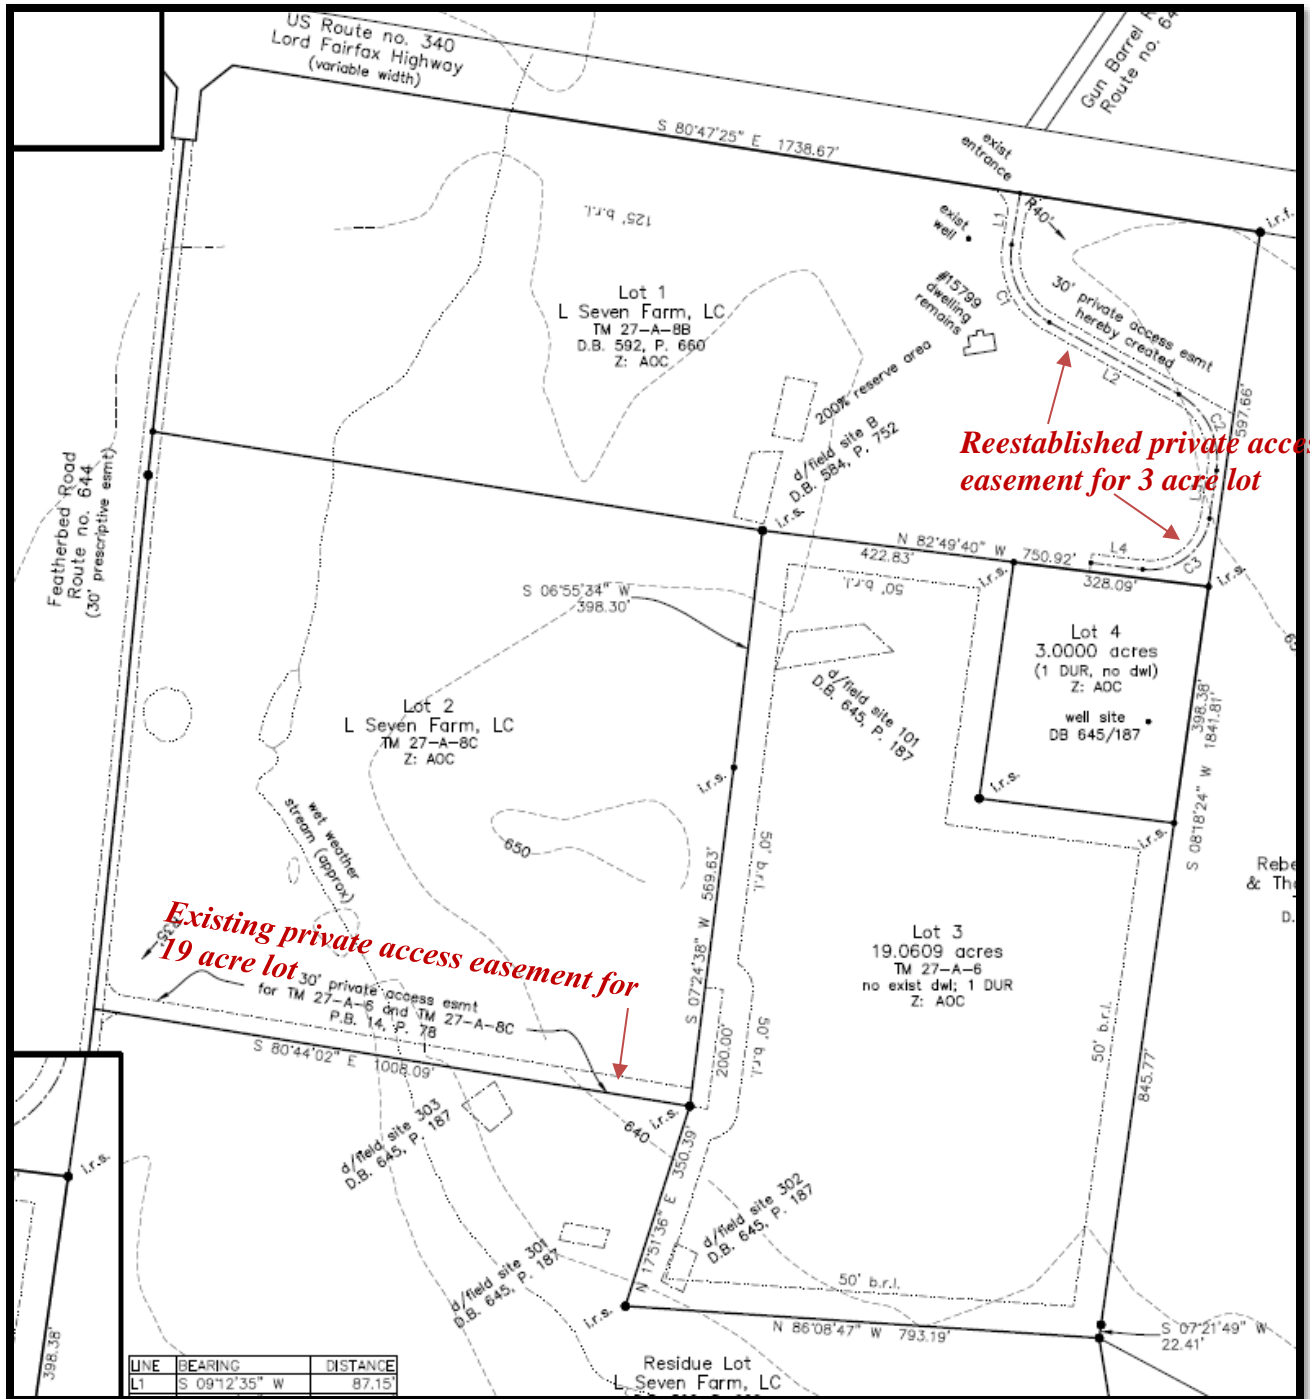 US Route no. 340
Lord Fairfax Highway
(variable width)
Gun Barrel
Route no. 64
S 80°47'25" E 1738.67'
exist
entrance
R40'
i.r.f.
L1
exist
well
125' b.r.l.
#15799
dwelling
remains
C1
30' private access esmt
hereby created
L2
C2
597.66'
Lot 1
L Seven Farm, LC
TM 27-A-8B
D.B. 592, P. 660
Z: AOC
200% reserve area
d/field site B
D.B. 584, P. 752
Reestablished private acce
easement for 3 acre lot
Featherbed Road
Route no. 644
(30' prescriptive esmt)
i.r.s.
N 82°49'40" W 750.92'
422.83'
L4
C3
i.r.s.
328.09'
i.r.s.
50' b.r.l.
S 06°55'34" W
398.30'
Lot 4
3.0000 acres
(1 DUR, no dwl)
Z: AOC
well site
DB 645/187
d/field site 101
D.B. 645, P. 187
398.38'
S 08°18'24" W 1841.81'
Lot 2
L Seven Farm, LC
TM 27-A-8C
Z: AOC
i.r.s.
i.r.s.
i.r.s.
wet weather
stream (approx)
650
50' b.r.l.
S 07°24'38" W 569.63'
Rebe
& Th
D.
Lot 3
19.0609 acres
TM 27-A-6
no exist dwl; 1 DUR
Z: AOC
Existing private access easement for
19 acre lot
R35'
30' private access esmt
for TM 27-A-6 and TM 27-A-8C
P.B. 14, P. 78
S 80°44'02" E 1008.09'
200.00'
50' b.r.l.
50' b.r.l.
845.77'
i.r.s.
640
d/field site 303
D.B. 645, P. 187
i.r.s.
N 17°51'36" E 350.39'
d/field site 302
D.B. 645, P. 187
d/field site 301
D.B. 645, P. 187
50' b.r.l.
i.r.s.
N 86°08'47" W 793.19'
S 07°21'49" W
22.41'
398.38'
Residue Lot
L Seven Farm, LC
LINE BEARING DISTANCE
L1 S 09°12'35" W 87.15'